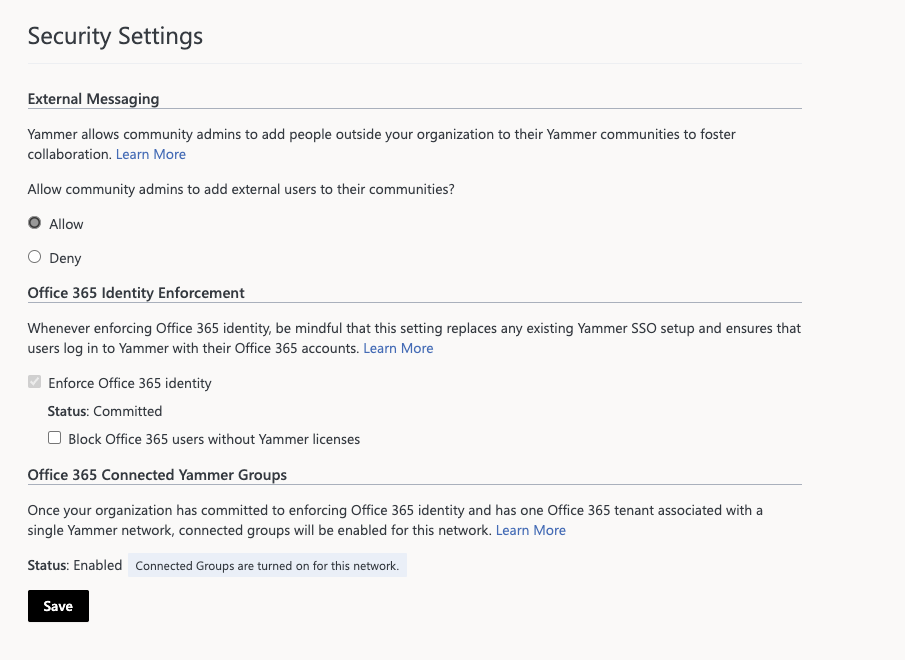 Security Settings
External Messaging
Yammer allows community admins to add people outside your organization to their Yammer communities to foster
collaboration. Learn More
Allow community admins to add external users to their communities?
Allow
Deny
Office 365 Identity Enforcement
Whenever enforcing Office 365 identity, be mindful that this setting replaces any existing Yammer SSO setup and ensures that
users log in to Yammer with their Office 365 accounts. Learn More
Enforce Office 365 identity
Status: Committed
Block Office 365 users without Yammer licenses
Office 365 Connected Yammer Groups
Once your organization has committed to enforcing Office 365 identity and has one Office 365 tenant associated with a
single Yammer network, connected groups will be enabled for this network. Learn More
Status: Enabled Connected Groups are turned on for this network.
Save